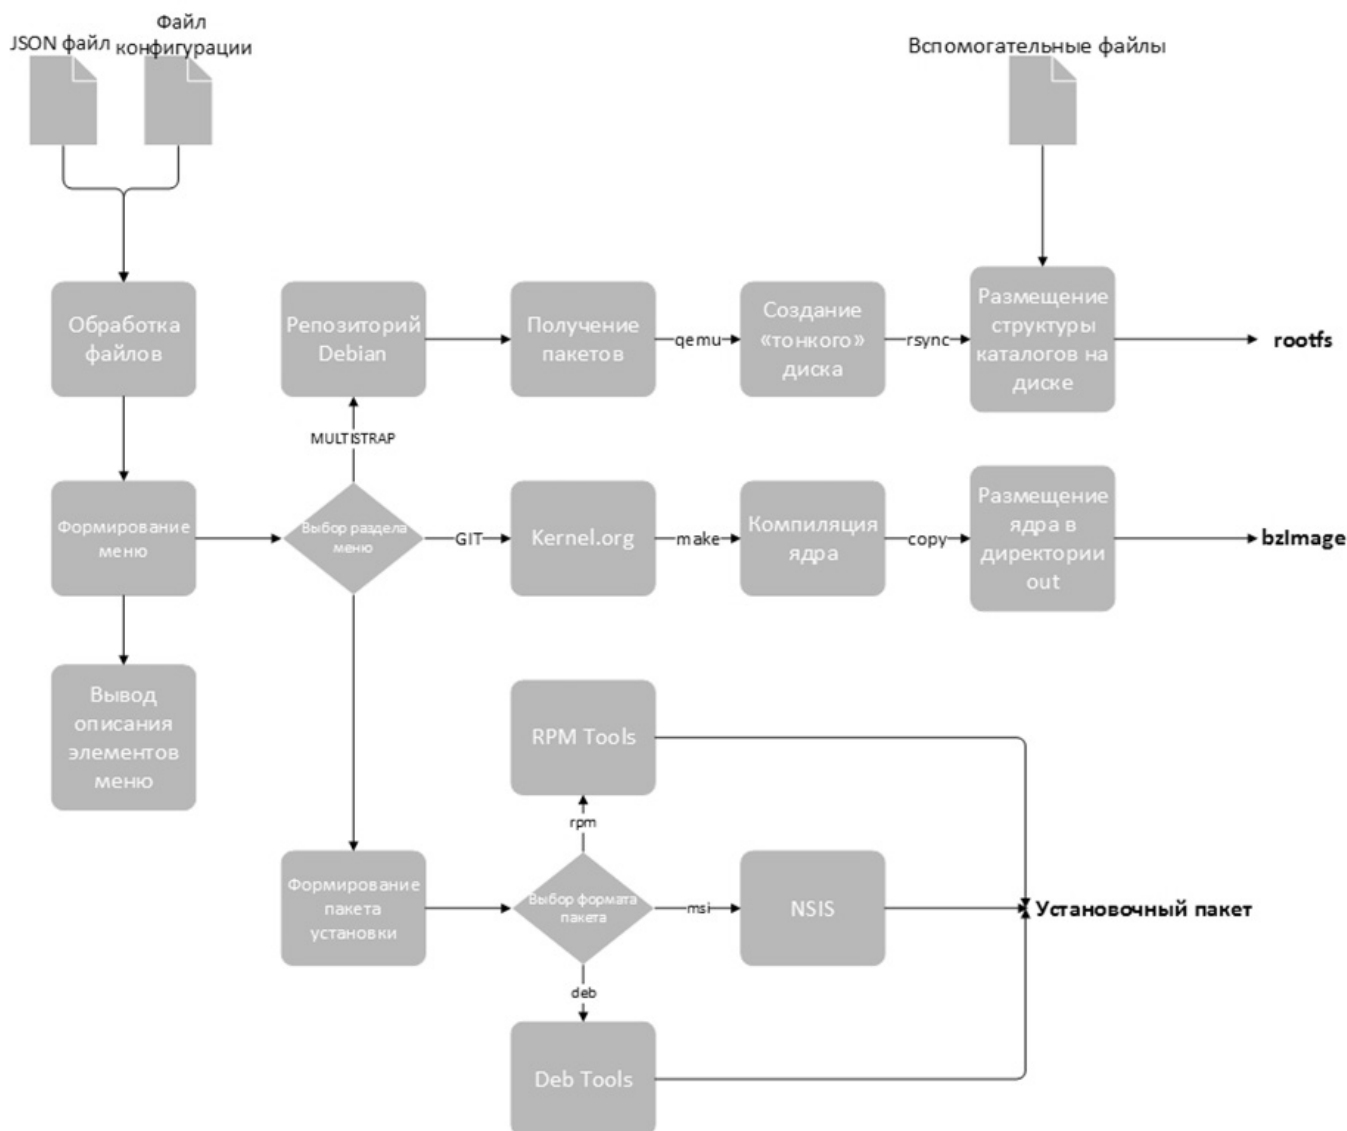 JSON файл
Файл
конфигурации
Вспомогательные файлы
Обработка
файлов
Репозиторий
Debian
Получение
пакетов
qemu
Создание
«тонкого»
диска
rsync
Размещение
структуры
каталогов на
диске
rootfs
MULTISTRAP
Формирование
меню
Выбор раздела
меню
GIT
Kernel.org
make
Компиляция
ядра
copy
Размещение
ядра в
директории
out
bzImage
Вывод
описания
элементов
меню
RPM Tools
rpm
Формирование
пакета
установки
Выбор формата
пакета
msi
NSIS
Установочный пакет
deb
Deb Tools